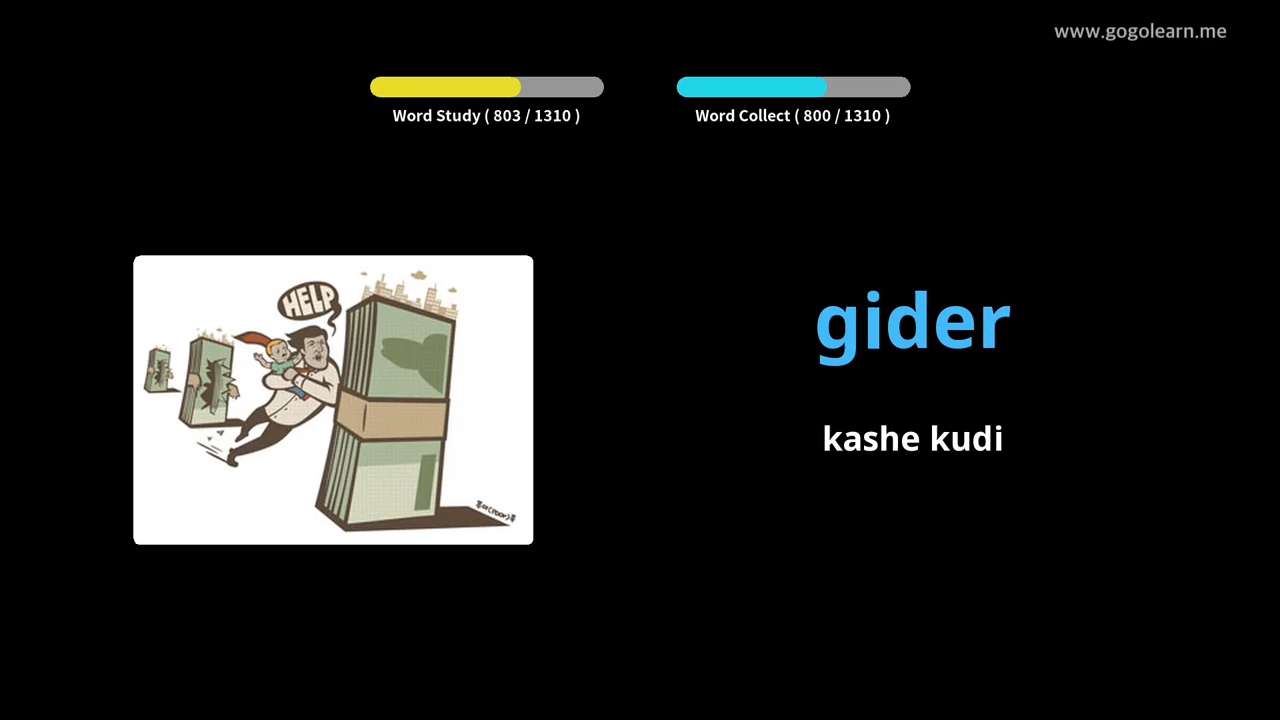 www.gogolearn.me
Word Study ( 803 / 1310 )
Word Collect ( 800 / 1310 )
HELP
gider
kashe kudi